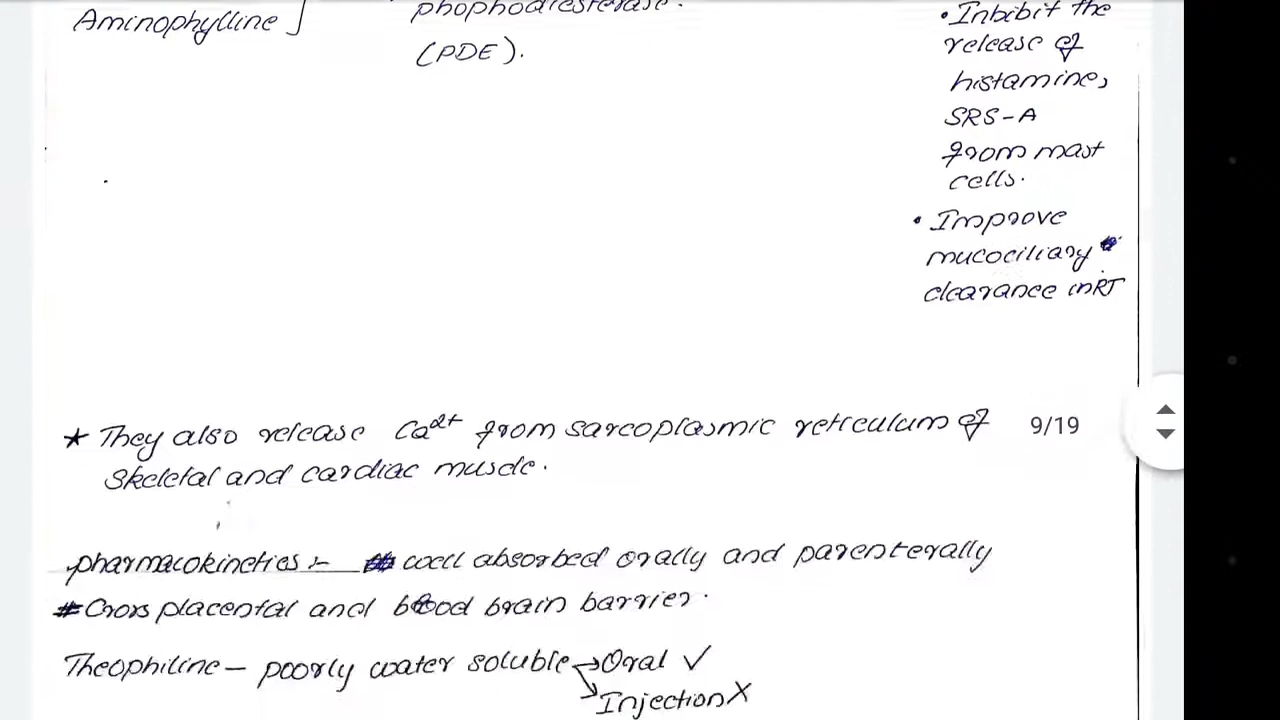 Aminophylline ]
phophodiesterase.
(PDE).
• Inhibit the
release of
histamine,
SRS-A
from mast
cells.
• Improve
mucociliary
clearance in RT
★ They also release Ca2+ from sarcoplasmic reticulum of
skeletal and cardiac muscle.
9/19
pharmacokinetics :- well absorbed orally and parenterally
# Cross placental and blood brain barrier.
Theophiline – poorly water soluble → Oral ✓
↘ Injection X